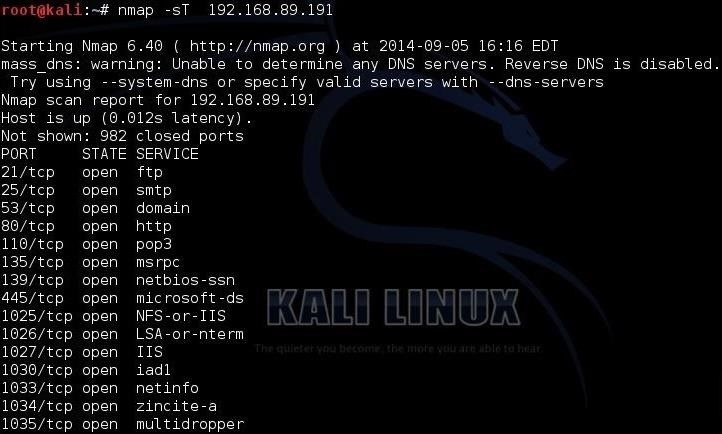 root@kali:~# nmap -sT  192.168.89.191

Starting Nmap 6.40 ( http://nmap.org ) at 2014-09-05 16:16 EDT
mass_dns: warning: Unable to determine any DNS servers. Reverse DNS is disabled.
 Try using --system-dns or specify valid servers with --dns-servers
Nmap scan report for 192.168.89.191
Host is up (0.012s latency).
Not shown: 982 closed ports
PORT     STATE SERVICE
21/tcp   open  ftp
25/tcp   open  smtp
53/tcp   open  domain
80/tcp   open  http
110/tcp  open  pop3
135/tcp  open  msrpc
139/tcp  open  netbios-ssn
445/tcp  open  microsoft-ds
1025/tcp open  NFS-or-IIS
1026/tcp open  LSA-or-nterm
1027/tcp open  IIS
1030/tcp open  iad1
1033/tcp open  netinfo
1034/tcp open  zincite-a
1035/tcp open  multidropper
KALI LINUX
The quieter you become, the more you are able to hear.